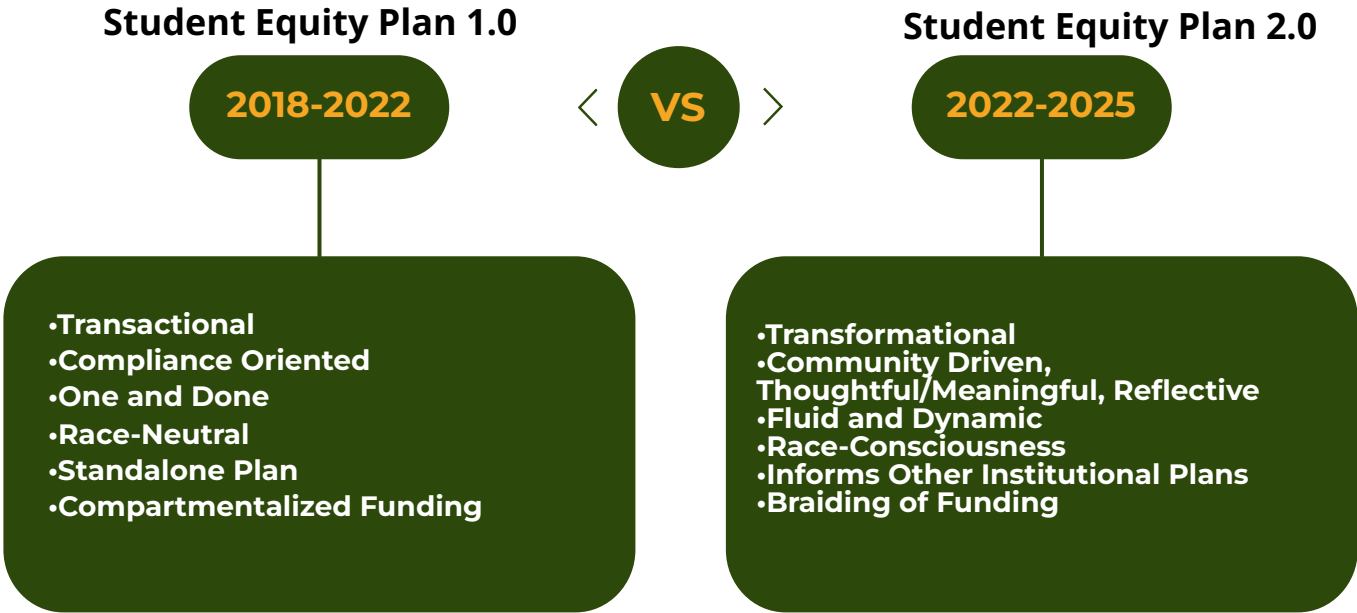 Student Equity Plan 1.0
2018-2022
•Transactional
•Compliance Oriented
•One and Done
•Race-Neutral
•Standalone Plan
•Compartmentalized Funding
VS
Student Equity Plan 2.0
2022-2025
•Transformational
•Community Driven,
Thoughtful/Meaningful, Reflective
•Fluid and Dynamic
•Race-Consciousness
•Informs Other Institutional Plans
•Braiding of Funding